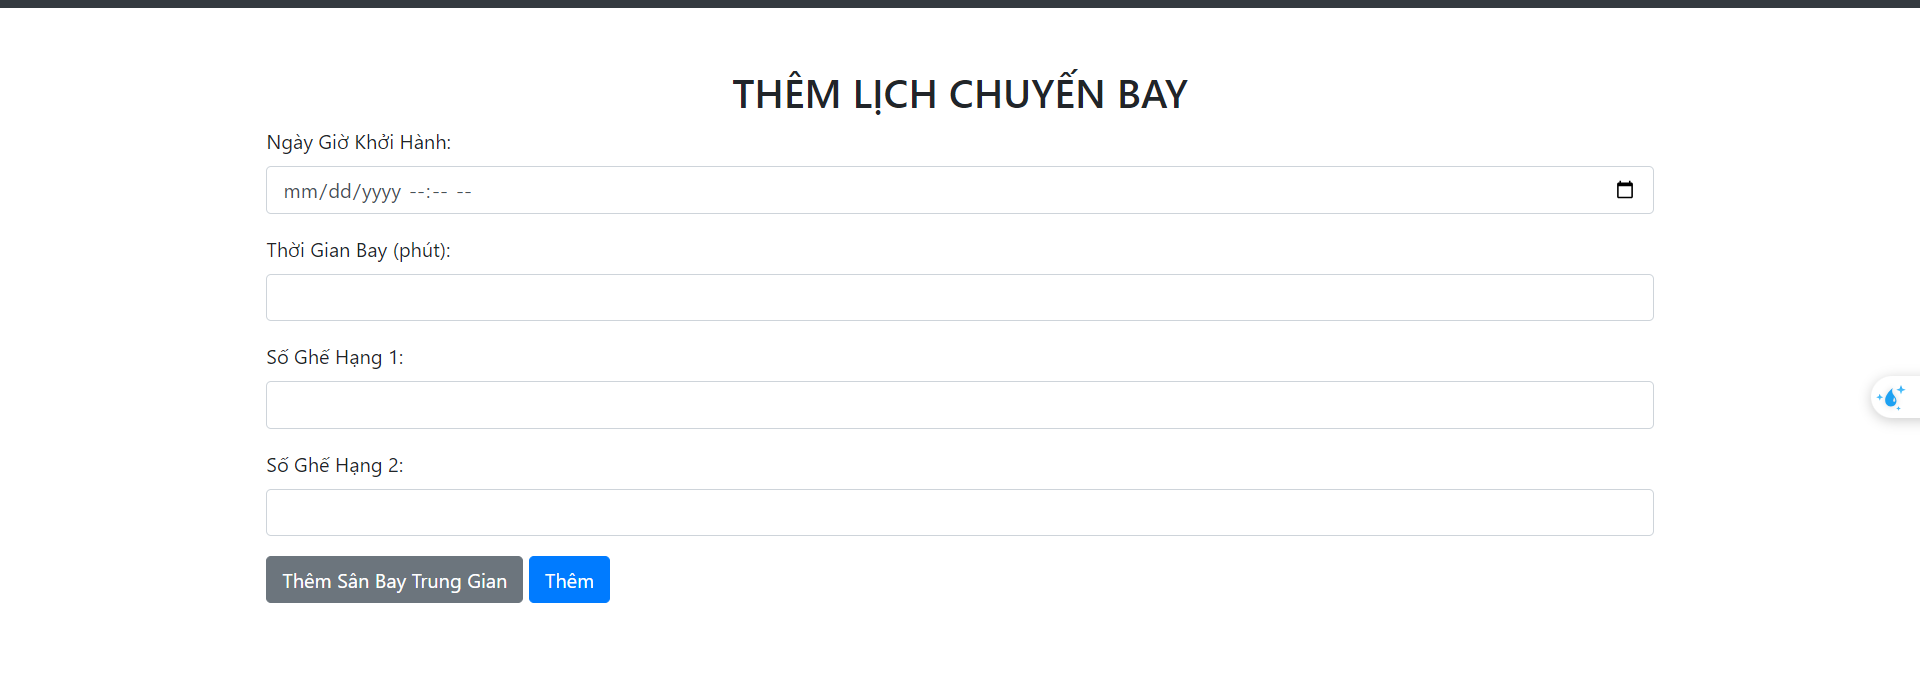 THÊM LỊCH CHUYẾN BAY
Ngày Giờ Khởi Hành:
mm/dd/yyyy --:-- --
Thời Gian Bay (phút):
Số Ghế Hạng 1:
Số Ghế Hạng 2:
Thêm Sân Bay Trung Gian
Thêm